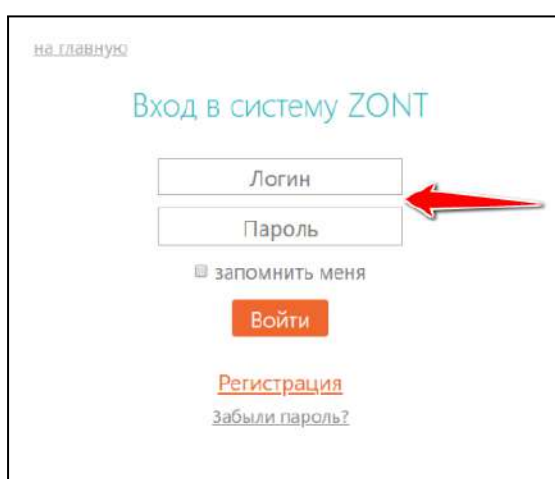 на главную
Вход в систему ZONT
Логин
Пароль
запомнить меня
Войти
Регистрация
Забыли пароль?